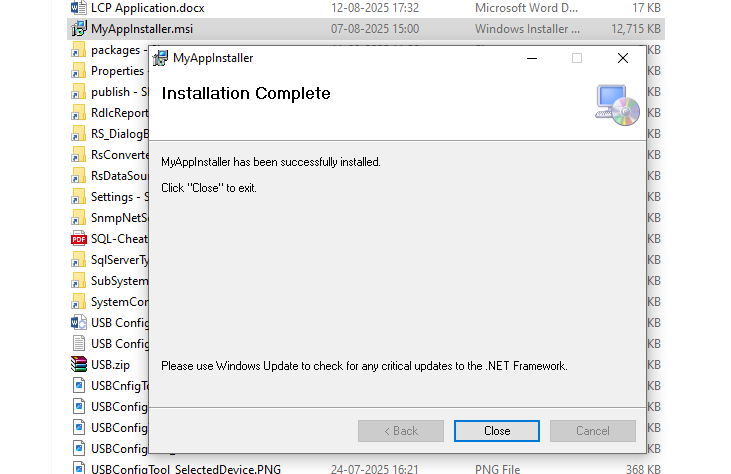 LCP Application.docx 12-08-2025 17:32 Microsoft Word D... 17 KB
MyAppInstaller.msi 07-08-2025 15:00 Windows Installer ... 12,715 KB
packages - KB
MyAppInstaller
Properties - KB
publish - S KB
Installation Complete
RdlcReport KB
RS_DialogB KB
RsConverte KB
MyAppInstaller has been successfully installed.
RsDataSour KB
Click "Close" to exit.
Settings - S KB
SnmpNetS KB
SQL-Cheat KB
SqlServerTy KB
SubSystem KB
SystemCon KB
USB Config KB
USB Config KB
USB.zip KB
Please use Windows Update to check for any critical updates to the .NET Framework.
USBCnfigTo KB
USBConfig KB
USBConfig KB
< Back Close Cancel
USBConfig KB
USBConfigTool_SelectedDevice.PNG 24-07-2025 16:21 PNG File 368 KB